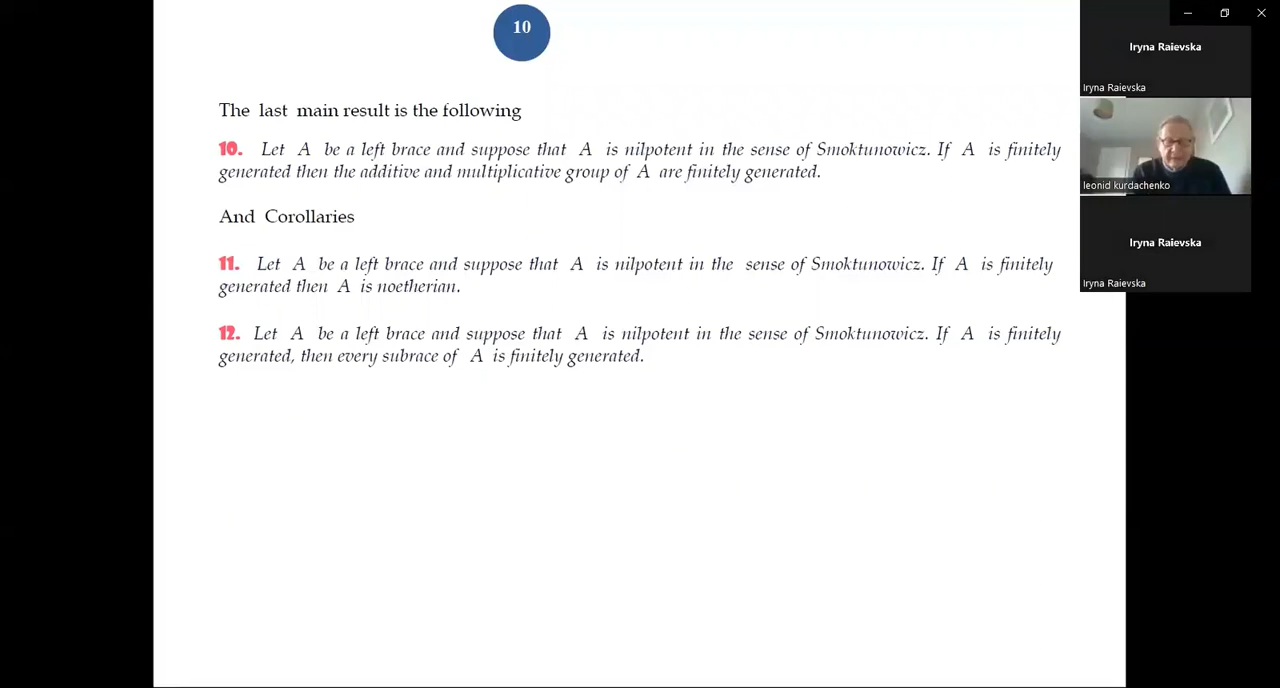 10
The last main result is the following
10. Let A be a left brace and suppose that A is nilpotent in the sense of Smoktunowicz. If A is finitely
generated then the additive and multiplicative group of A are finitely generated.
And Corollaries
11. Let A be a left brace and suppose that A is nilpotent in the sense of Smoktunowicz. If A is finitely
generated then A is noetherian.
12. Let A be a left brace and suppose that A is nilpotent in the sense of Smoktunowicz. If A is finitely
generated, then every subrace of A is finitely generated.
Iryna Raievska
Iryna Raievska
leonid kurdachenko
Iryna Raievska
Iryna Raievska